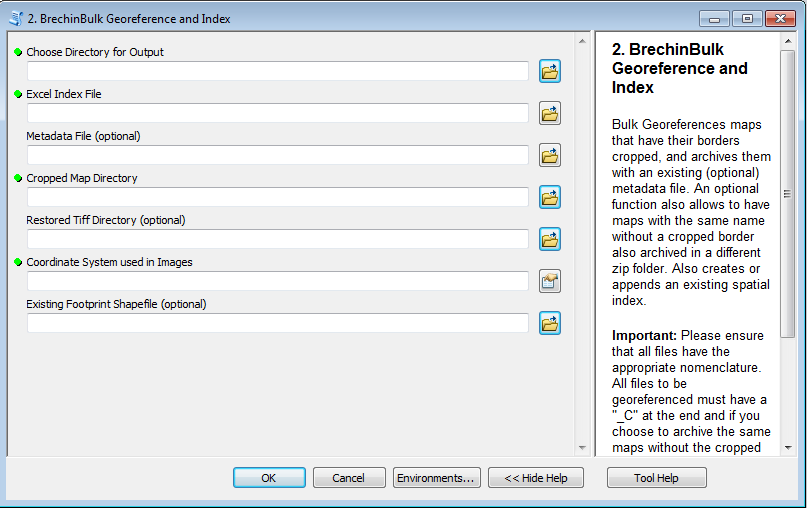 2. BrechinBulk Georeference and Index
Choose Directory for Output
Excel Index File
Metadata File (optional)
Cropped Map Directory
Restored Tiff Directory (optional)
Coordinate System used in Images
Existing Footprint Shapefile (optional)
2. BrechinBulk
Georeference and
Index
Bulk Georeferences maps
that have their borders
cropped, and archives them
with an existing (optional)
metadata file. An optional
function also allows to have
maps with the same name
without a cropped border
also archived in a different
zip folder. Also creates or
appends an existing spatial
index.
Important: Please ensure
that all files have the
appropriate nomenclature.
All files to be
georeferenced must have a
"_C" at the end and if you
choose to archive the same
maps without the cropped
OK
Cancel
Environments...
<< Hide Help
Tool Help